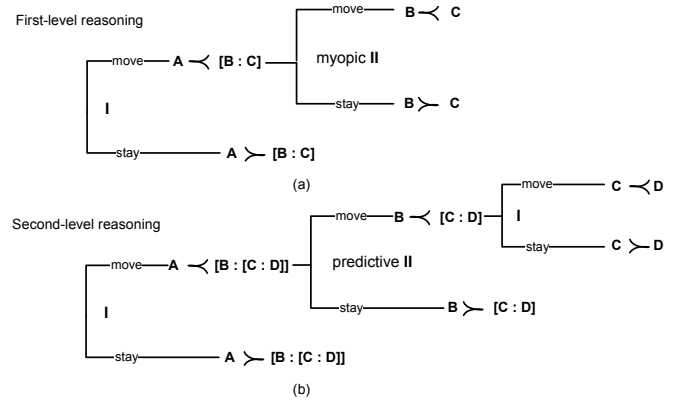 First-level reasoning
move B ≺ C
move A ≺ [B : C] myopic II
I
stay B ≻ C
stay A ≻ [B : C]
(a)
Second-level reasoning
move C ≺ D
move B ≺ [C : D] I
stay C ≻ D
move A ≺ [B : [C : D]] predictive II
I
stay B ≻ [C : D]
stay A ≻ [B : [C : D]]
(b)